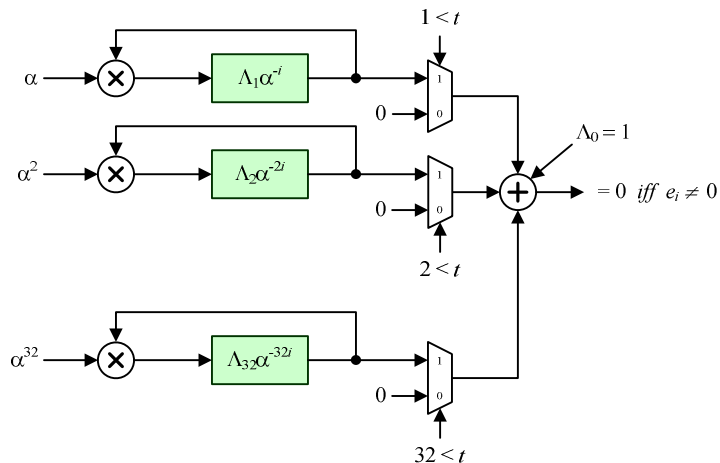 1 < t
α
Λ₁α⁻ⁱ
1
0
0
Λ₀ = 1
α²
Λ₂α⁻²ⁱ
1
0
0
= 0 iff eᵢ ≠ 0
2 < t
α³²
Λ₃₂α⁻³²ⁱ
1
0
0
32 < t